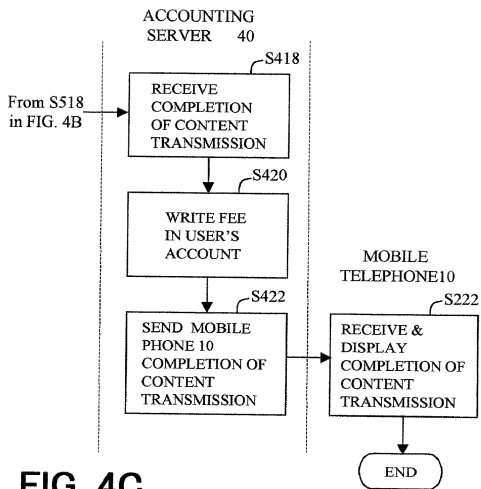 ACCOUNTING
SERVER 40
S418
From S518
in FIG. 4B
RECEIVE
COMPLETION
OF CONTENT
TRANSMISSION
S420
WRITE FEE
IN USER'S
ACCOUNT
MOBILE
TELEPHONE10
S422
SEND MOBILE
PHONE 10
COMPLETION OF
CONTENT
TRANSMISSION
S222
RECEIVE &
DISPLAY
COMPLETION OF
CONTENT
TRANSMISSION
END
FIG. 4C